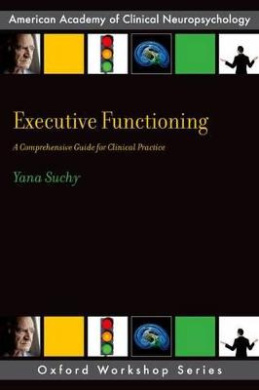 American Academy of Clinical Neuropsychology
Executive Functioning
A Comprehensive Guide for Clinical Practice
Yana Suchy
Oxford Workshop Series